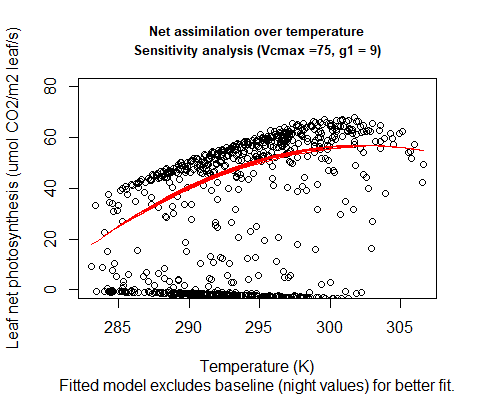 Net assimilation over temperature
Sensitivity analysis (Vcmax =75, g1 = 9)
Leaf net photosynthesis (umol CO2/m2 leaf/s)
80
60
40
20
0
285 290 295 300 305
Temperature (K)
Fitted model excludes baseline (night values) for better fit.